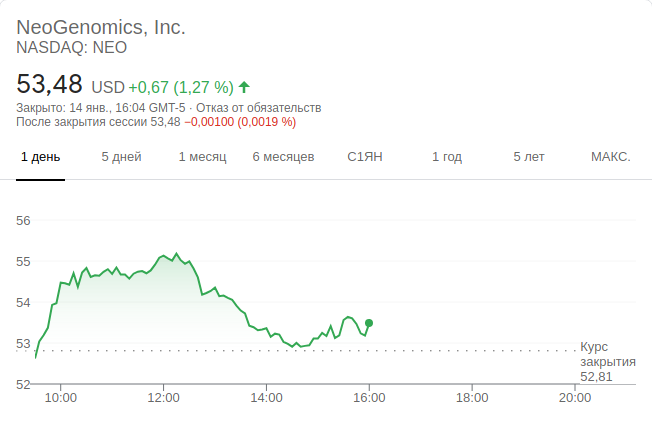 NeoGenomics, Inc.
NASDAQ: NEO
53,48 USD +0,67 (1,27 %)
Закрыто: 14 янв., 16:04 GMT-5 · Отказ от обязательств
После закрытия сессии 53,48 −0,00100 (0,0019 %)
1 день 5 дней 1 месяц 6 месяцев С1ЯН 1 год 5 лет МАКС.
56
55
54
53
52
Курс
закрытия
52,81
10:00 12:00 14:00 16:00 18:00 20:00